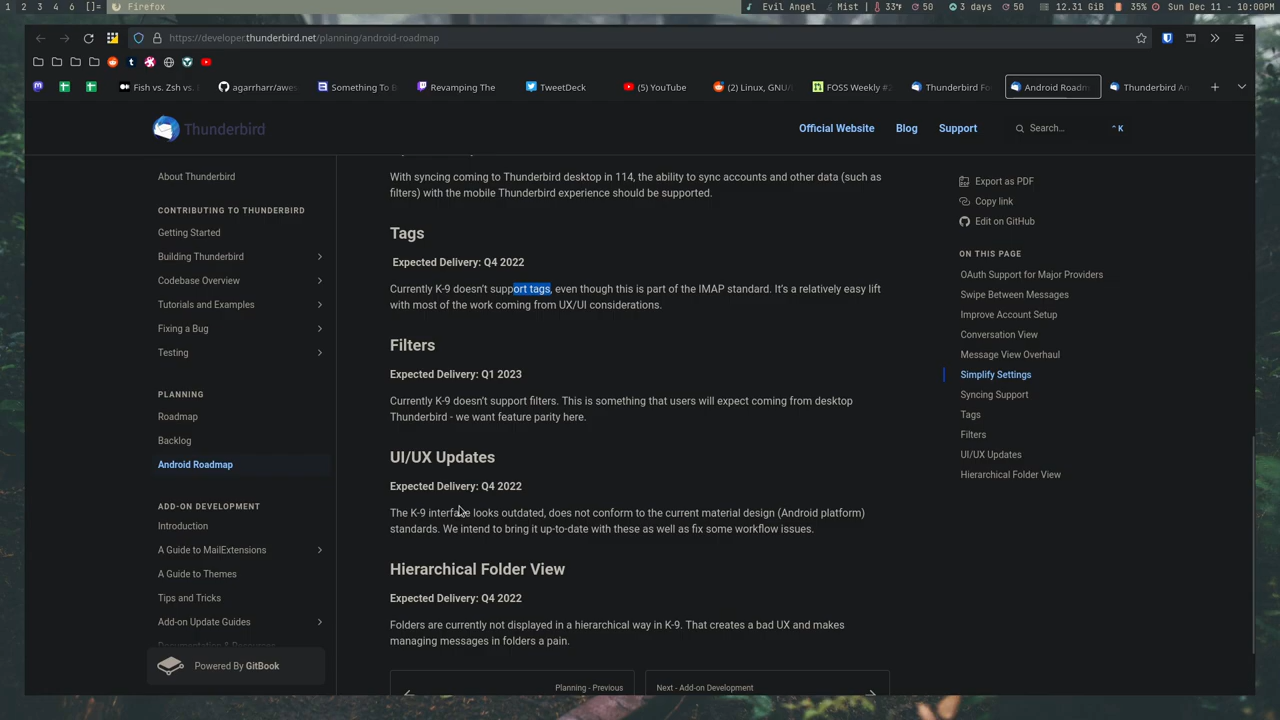 1 2 3 4 5 6 []= Firefox
Evil Angel Mist | 33°F 50 3 days 50 12.31 GiB 35% Sun Dec 11 - 10:00PM
https://developer.thunderbird.net/planning/android-roadmap
Fish vs. Zsh vs. agarrharr/awes Something To B Revamping The TweetDeck (5) YouTube (2) Linux, GNU/ FOSS Weekly #2 Thunderbird Fo Android Roadm Thunderbird An
Thunderbird
Official Website Blog Support Search... ^ K
About Thunderbird
CONTRIBUTING TO THUNDERBIRD
Getting Started
Building Thunderbird
Codebase Overview
Tutorials and Examples
Fixing a Bug
Testing
PLANNING
Roadmap
Backlog
Android Roadmap
ADD-ON DEVELOPMENT
Introduction
A Guide to MailExtensions
A Guide to Themes
Tips and Tricks
Add-on Update Guides
Powered By GitBook
With syncing coming to Thunderbird desktop in 114, the ability to sync accounts and other data (such as
filters) with the mobile Thunderbird experience should be supported.
Tags
Expected Delivery: Q4 2022
Currently K-9 doesn't support tags, even though this is part of the IMAP standard. It's a relatively easy lift
with most of the work coming from UX/UI considerations.
Filters
Expected Delivery: Q1 2023
Currently K-9 doesn't support filters. This is something that users will expect coming from desktop
Thunderbird - we want feature parity here.
UI/UX Updates
Expected Delivery: Q4 2022
The K-9 interface looks outdated, does not conform to the current material design (Android platform)
standards. We intend to bring it up-to-date with these as well as fix some workflow issues.
Hierarchical Folder View
Expected Delivery: Q4 2022
Folders are currently not displayed in a hierarchical way in K-9. That creates a bad UX and makes
managing messages in folders a pain.
Planning - Previous
Next - Add-on Development
Export as PDF
Copy link
Edit on GitHub
ON THIS PAGE
OAuth Support for Major Providers
Swipe Between Messages
Improve Account Setup
Conversation View
Message View Overhaul
Simplify Settings
Syncing Support
Tags
Filters
UI/UX Updates
Hierarchical Folder View